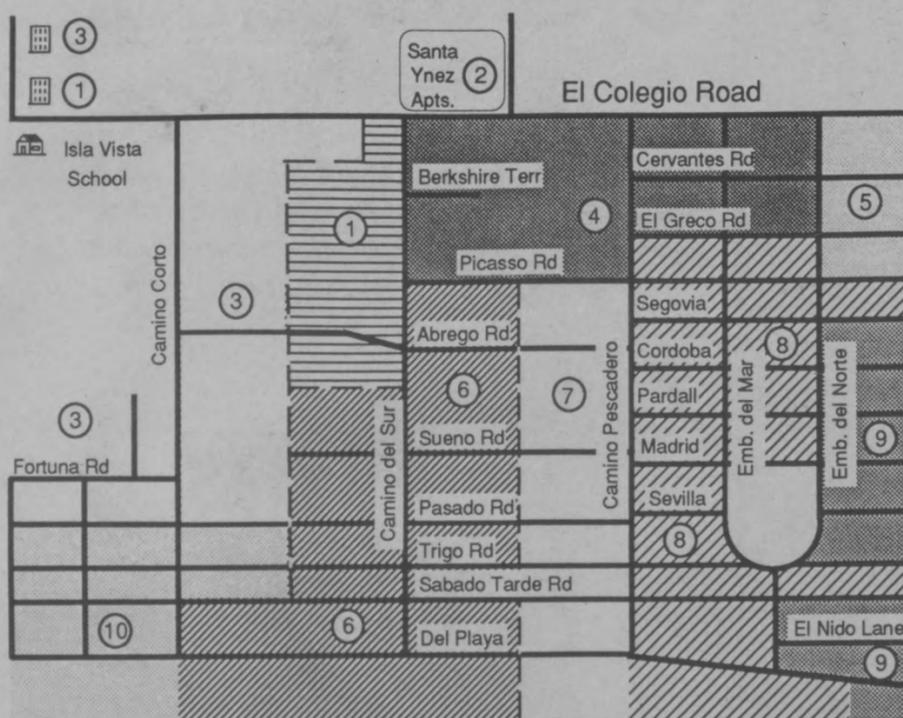 3
Santa
Ynez 2
Apts.
1
El Colegio Road
Isla Vista
School
Cervantes Rd
Berkshire Terr
5
4
El Greco Rd
1
Picasso Rd
Camino Corto
3
Segovia
Abrego Rd
Cordoba
8
Camino Pescadero
Emb. del Mar
Emb. del Norte
6
7
Pardall
3
Camino del Sur
Sueno Rd
Madrid
9
Fortuna Rd
Sevilla
Pasado Rd
8
Trigo Rd
Sabado Tarde Rd
10
6
Del Playa
El Nido Lane
9